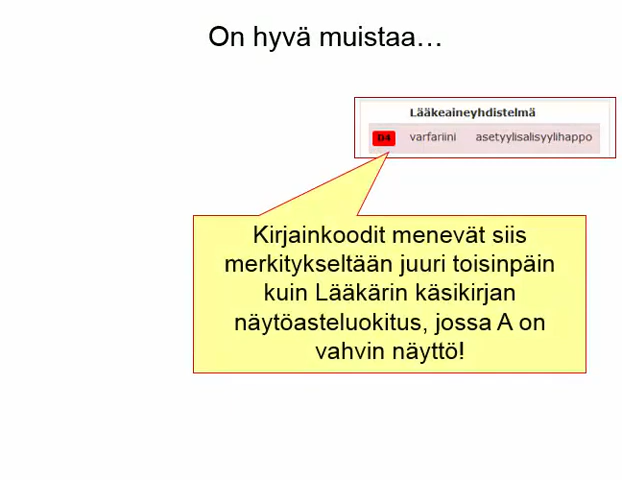 On hyvä muistaa…
Lääkeaineyhdistelmä
D4 varfariini asetyylisalisyylihappo
Kirjainkoodit menevät siis
merkitykseltään juuri toisinpäin
kuin Lääkärin käsikirjan
näytöasteluokitus, jossa A on
vahvin näyttö!